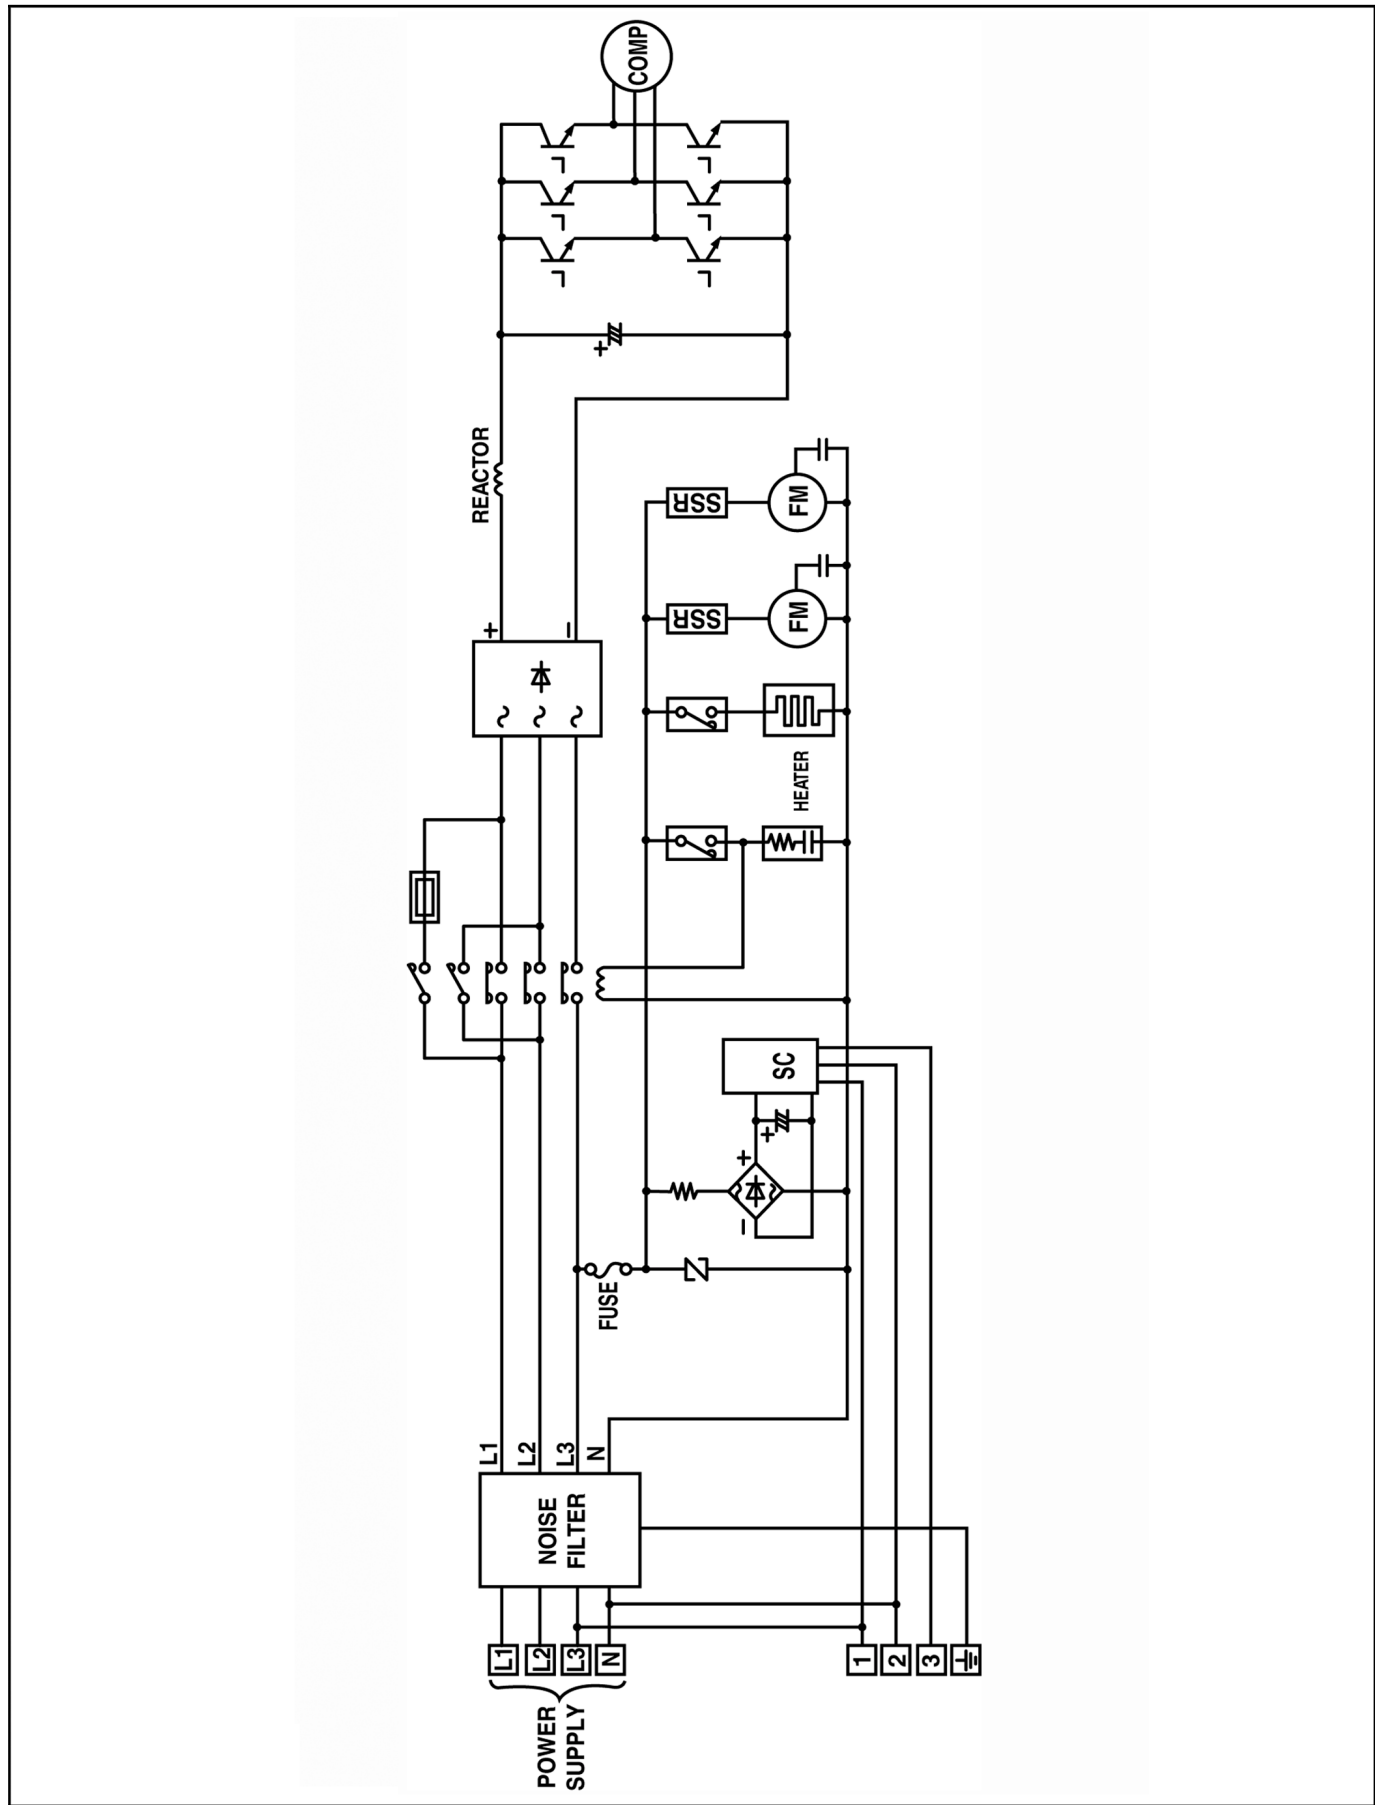 COMP
REACTOR
+
+
−
SSR
SSR
FM
FM
HEATER
SC
+
+
−
FUSE
L1
L2
L3
N
NOISE
FILTER
L1
L2
L3
N
1
2
3
POWER
SUPPLY